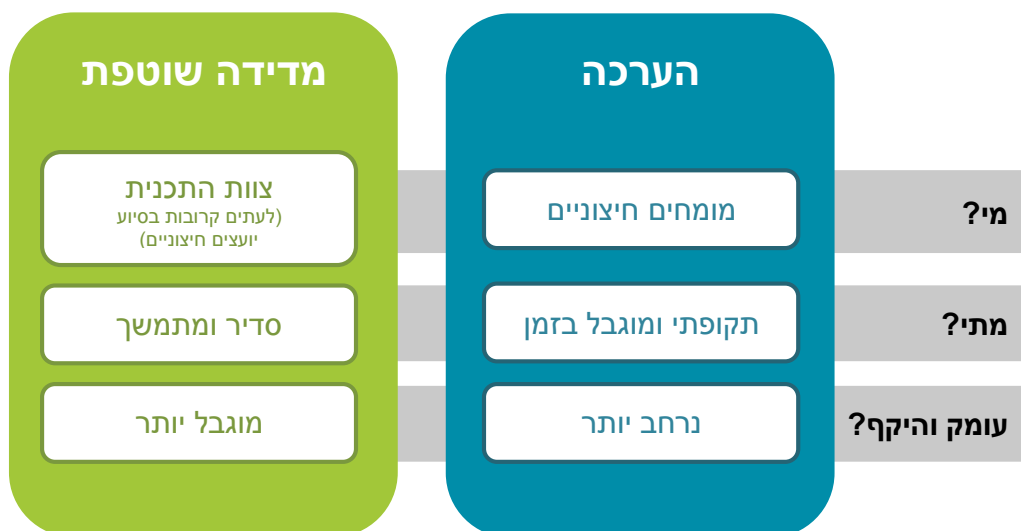 הערכה
מדידה שוטפת
מי?
מומחים חיצוניים
צוות התכנית
(לעתים קרובות בסיוע
יועצים חיצוניים)
מתי?
תקופתי ומוגבל בזמן
סדיר ומתמשך
עומק והיקף?
נרחב יותר
מוגבל יותר